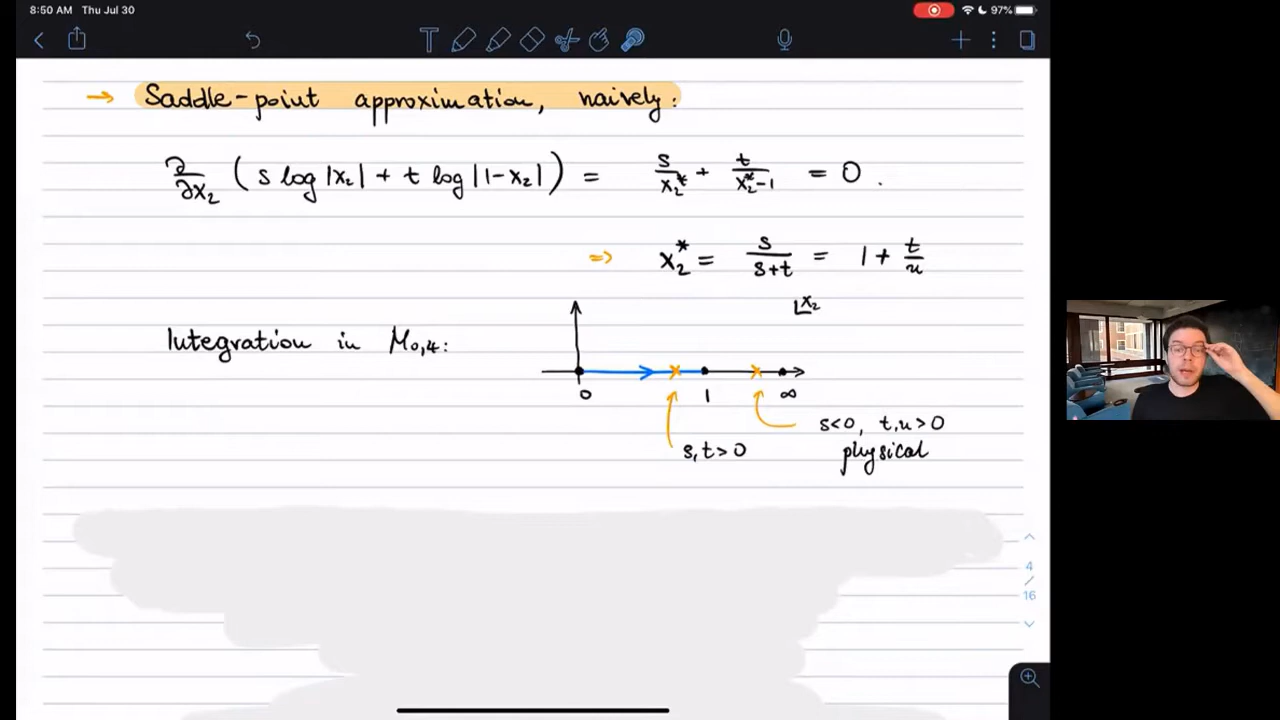 8:50 AM Thu Jul 30
97%
→ Saddle-point approximation, naively:
∂/∂x₂ ( s log|x₂| + t log|1-x₂| ) = s/x₂* + t/(x₂*-1) = 0 .
⇒ x₂* = s/(s+t) = 1 + t/u
x₂
Integration in M₀,₄:
0 1 ∞
s<0, t,u>0
s,t>0 physical
4
/
16